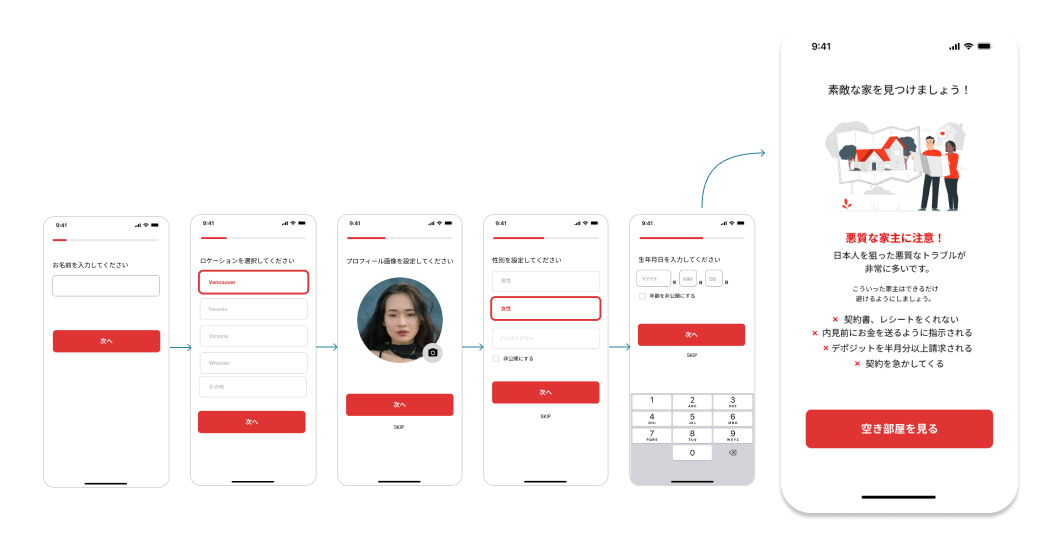 9:41
お名前を入力してください
次へ
9:41
ロケーションを選択してください
Vancouver
Toronto
Victoria
Whistler
その他
次へ
9:41
プロフィール画像を設定してください
次へ
SKIP
9:41
性別を設定してください
男性
女性
ノンバイナリー
非公開にする
次へ
SKIP
9:41
生年月日を入力してください
YYYY 年 MM 月 DD 日
年齢を非公開にする
次へ
SKIP
1 2 3
ABC DEF
4 5 6
GHI JKL MNO
7 8 9
PQRS TUV WXYZ
0
9:41
素敵な家を見つけましょう！
悪質な家主に注意！
日本人を狙った悪質なトラブルが
非常に多いです。
こういった家主はできるだけ
避けるようにしましょう。
× 契約書、レシートをくれない
× 内見前にお金を送るように指示される
× デポジットを半月分以上請求される
× 契約を急かしてくる
空き部屋を見る